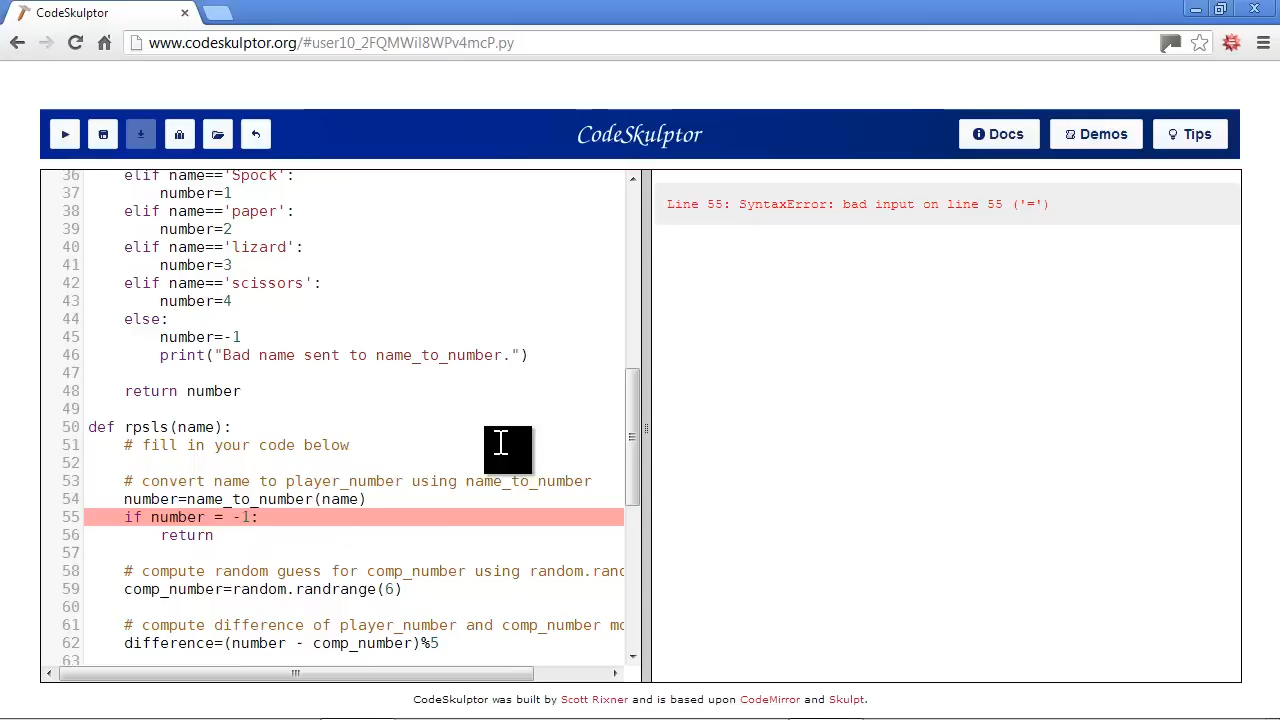 CodeSkulptor
www.codeskulptor.org/#user10_2FQMWil8WPv4mcP.py
CodeSkulptor
Docs
Demos
Tips
36 elif name=='Spock':
37 number=1
38 elif name=='paper':
39 number=2
40 elif name=='lizard':
41 number=3
42 elif name=='scissors':
43 number=4
44 else:
45 number=-1
46 print("Bad name sent to name_to_number.")
47
48 return number
49
50 def rpsls(name):
51 # fill in your code below
52
53 # convert name to player_number using name_to_number
54 number=name_to_number(name)
55 if number = -1:
56 return
57
58 # compute random guess for comp_number using random.rand
59 comp_number=random.randrange(6)
60
61 # compute difference of player_number and comp_number mo
62 difference=(number - comp_number)%5
63
Line 55: SyntaxError: bad input on line 55 ('=')
CodeSkulptor was built by Scott Rixner and is based upon CodeMirror and Skulpt.